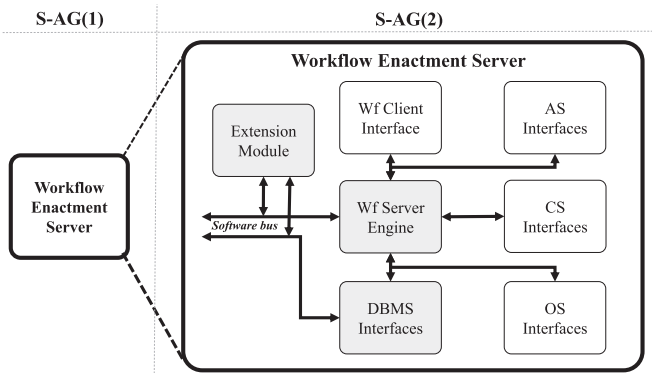 S-AG(1)
S-AG(2)
Workflow Enactment Server
Workflow
Enactment
Server
Extension
Module
Wf Client
Interface
AS
Interfaces
Software bus
Wf Server
Engine
CS
Interfaces
DBMS
Interfaces
OS
Interfaces